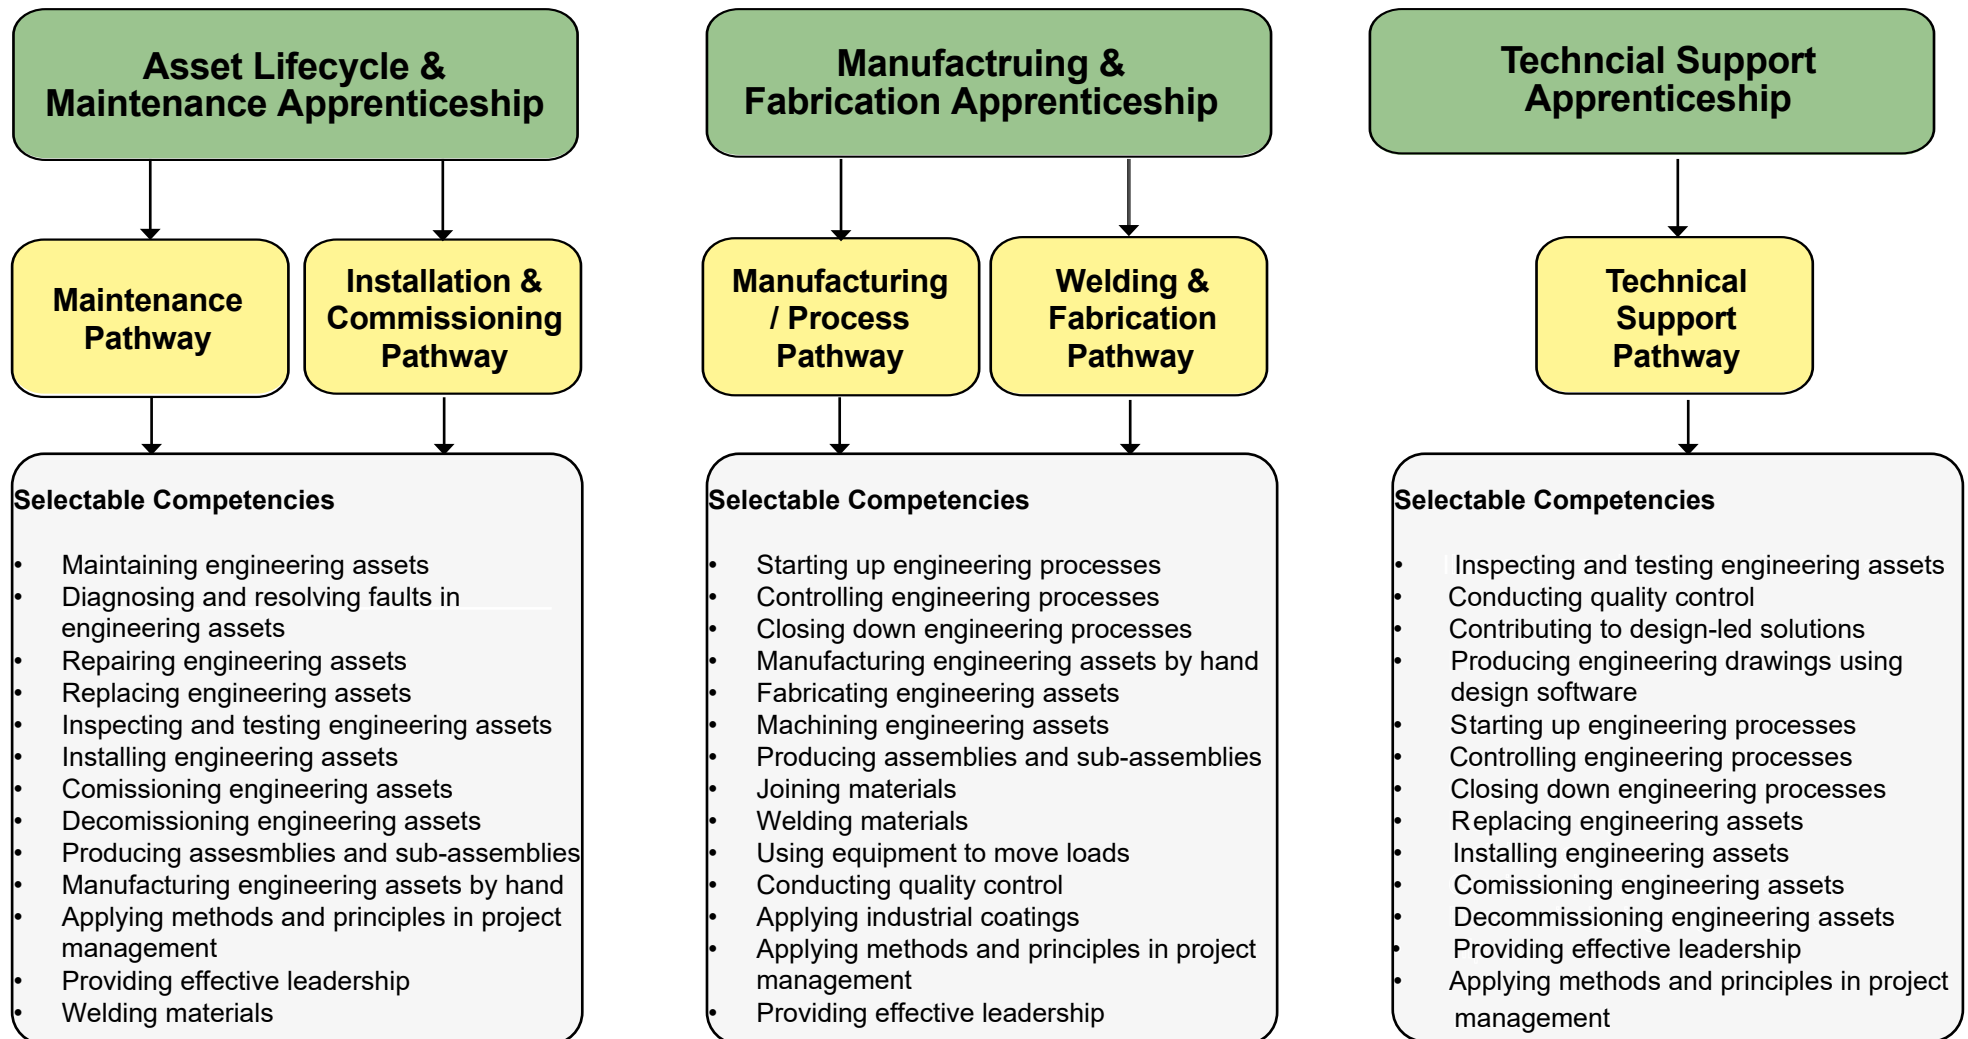 Asset Lifecycle &
Maintenance Apprenticeship
Manufactruing &
Fabrication Apprenticeship
Techncial Support
Apprenticeship
Maintenance
Pathway
Installation &
Commissioning
Pathway
Manufacturing
/ Process
Pathway
Welding &
Fabrication
Pathway
Technical
Support
Pathway
Selectable Competencies
• Maintaining engineering assets
• Diagnosing and resolving faults in
engineering assets
• Repairing engineering assets
• Replacing engineering assets
• Inspecting and testing engineering assets
• Installing engineering assets
• Comissioning engineering assets
• Decomissioning engineering assets
• Producing assesmblies and sub-assemblies
• Manufacturing engineering assets by hand
• Applying methods and principles in project
management
• Providing effective leadership
• Welding materials
Selectable Competencies
• Starting up engineering processes
• Controlling engineering processes
• Closing down engineering processes
• Manufacturing engineering assets by hand
• Fabricating engineering assets
• Machining engineering assets
• Producing assemblies and sub-assemblies
• Joining materials
• Welding materials
• Using equipment to move loads
• Conducting quality control
• Applying industrial coatings
• Applying methods and principles in project
management
• Providing effective leadership
Selectable Competencies
• Inspecting and testing engineering assets
• Conducting quality control
• Contributing to design-led solutions
• Producing engineering drawings using
design software
• Starting up engineering processes
• Controlling engineering processes
• Closing down engineering processes
• Replacing engineering assets
• Installing engineering assets
• Comissioning engineering assets
• Decommissioning engineering assets
• Providing effective leadership
• Applying methods and principles in project
management